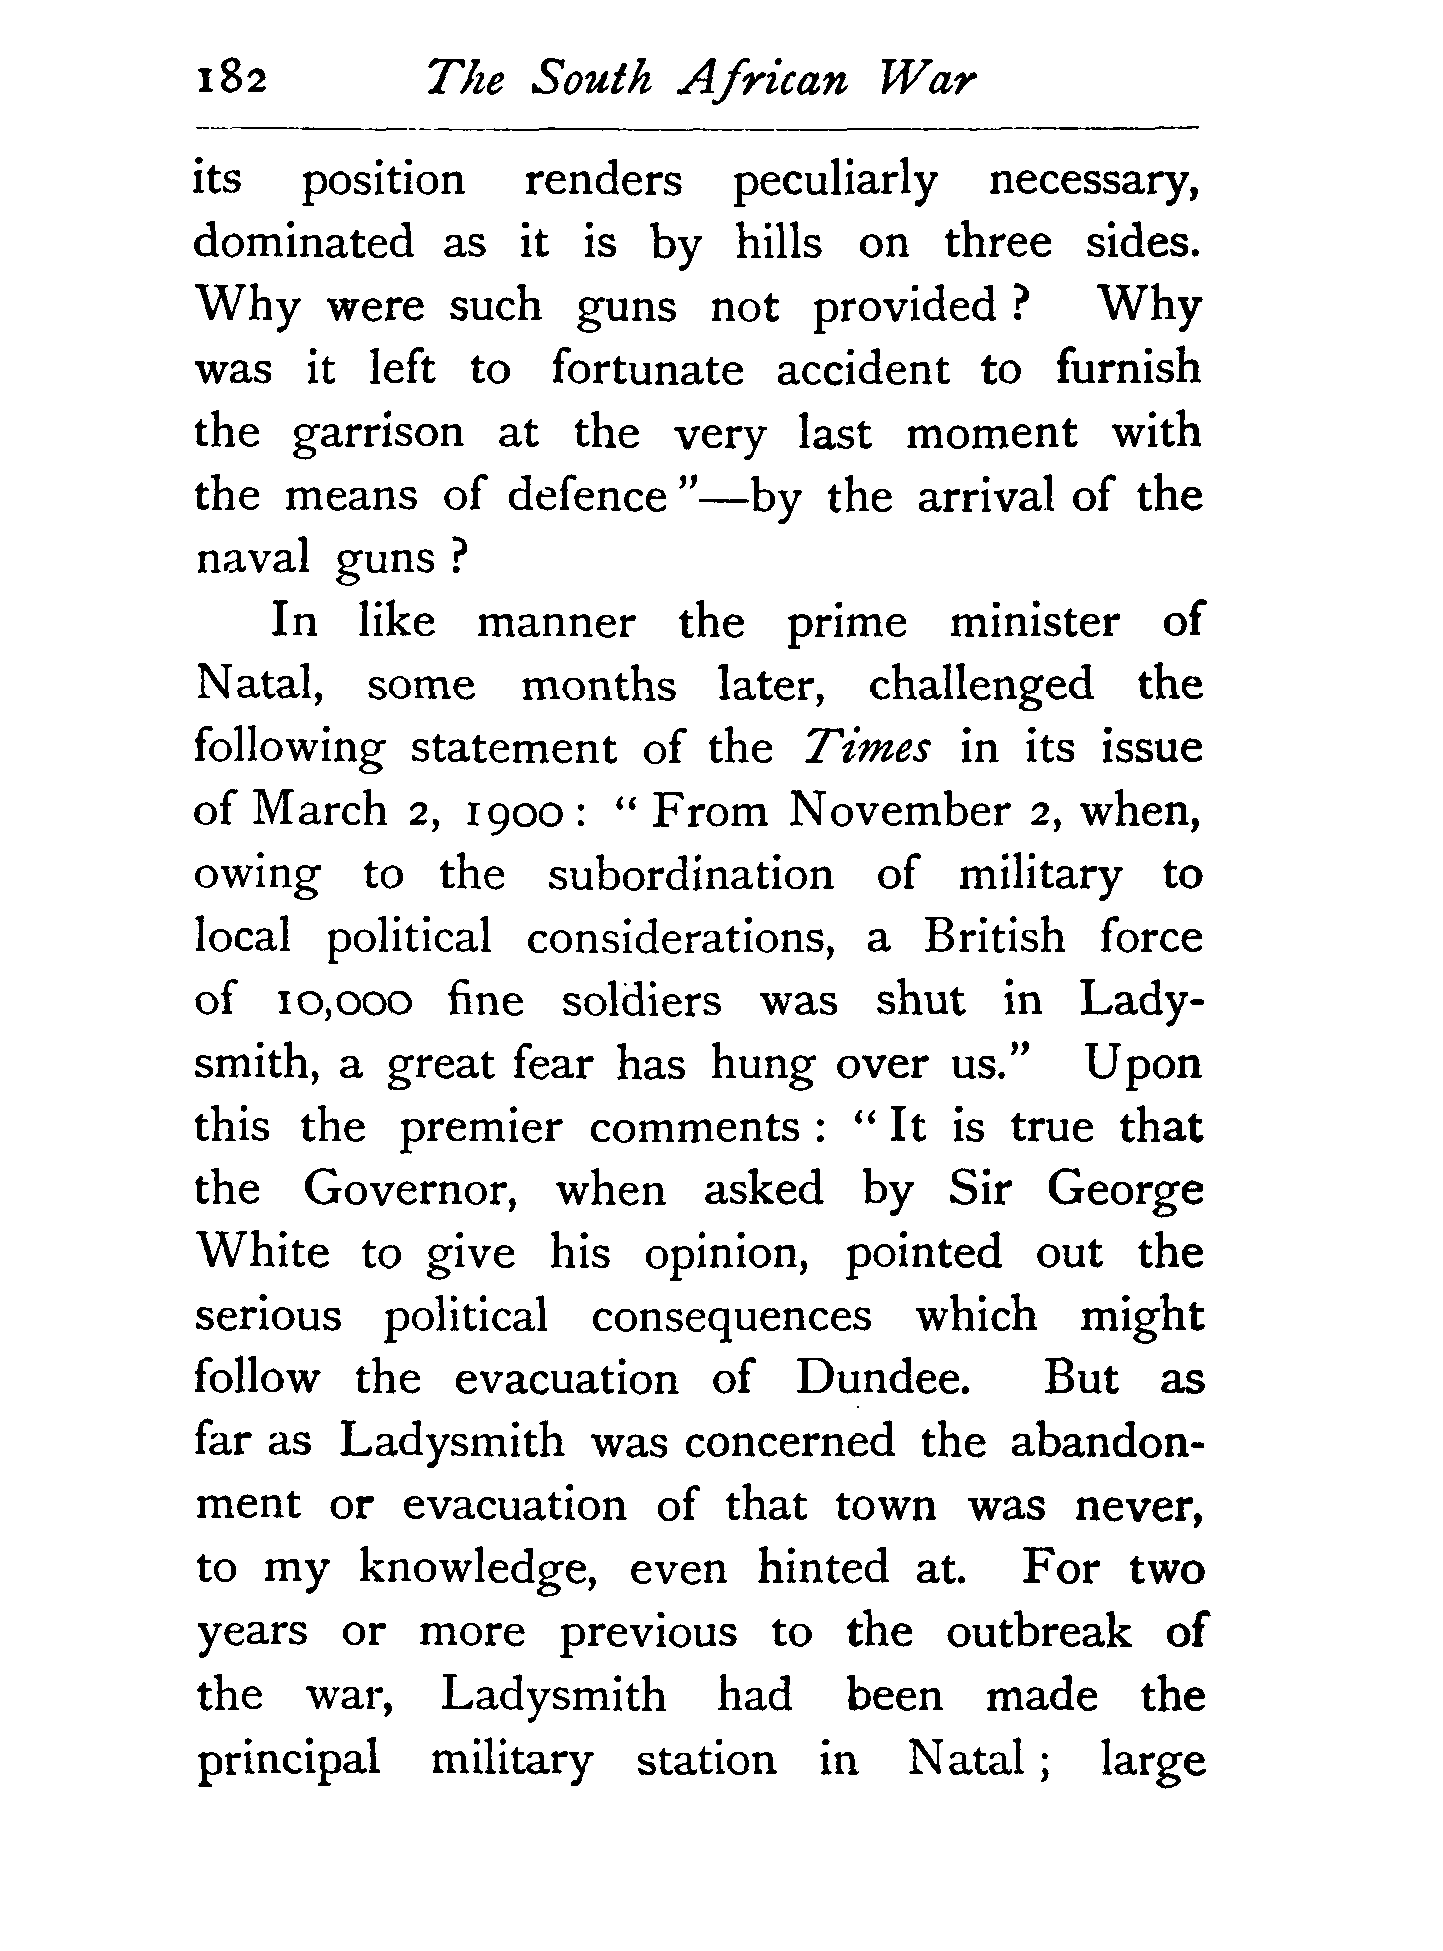 182 The South African War
its position renders peculiarly necessary,
dominated as it is by hills on three sides.
Why were such guns not provided ? Why
was it left to fortunate accident to furnish
the garrison at the very last moment with
the means of defence ”—by the arrival of the
naval guns ?
In like manner the prime minister of
Natal, some months later, challenged the
following statement of the Times in its issue
of March 2, 1900 : “ From November 2, when,
owing to the subordination of military to
local political considerations, a British force
of 10,000 fine soldiers was shut in Lady-
smith, a great fear has hung over us.” Upon
this the premier comments : “ It is true that
the Governor, when asked by Sir George
White to give his opinion, pointed out the
serious political consequences which might
follow the evacuation of Dundee. But as
far as Ladysmith was concerned the abandon-
ment or evacuation of that town was never,
to my knowledge, even hinted at. For two
years or more previous to the outbreak of
the war, Ladysmith had been made the
principal military station in Natal ; large